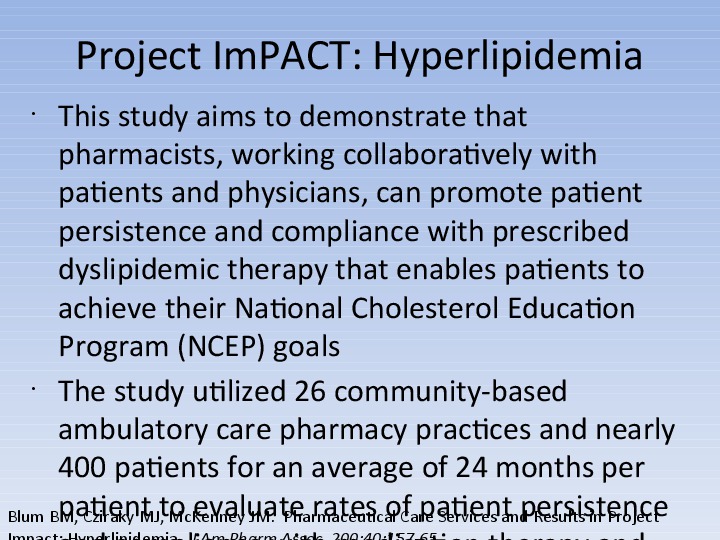 Project ImPACT: Hyperlipidemia
· This study aims to demonstrate that
pharmacists, working collaboratively with
patients and physicians, can promote patient
persistence and compliance with prescribed
dyslipidemic therapy that enables patients to
achieve their National Cholesterol Education
Program (NCEP) goals
· The study utilized 26 community-based
ambulatory care pharmacy practices and nearly
400 patients for an average of 24 months per
patient to evaluate rates of patient persistence
Blum BM, Cziraky MJ, McKenney JM. Pharmaceutical Care Services and Results in Project
Impact: Hyperlipidemia. Am Pharm Assoc. 200;40:157-65
therapy and